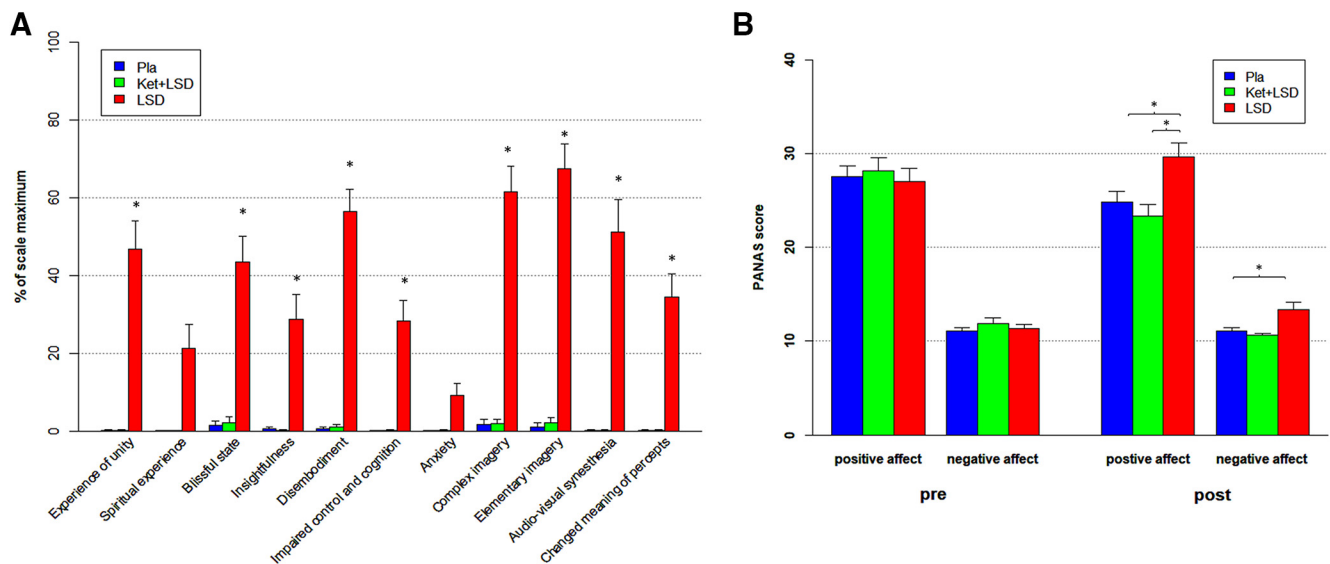 A
% of scale maximum
100
80
60
40
20
0
Pla
Ket+LSD
LSD
*
*
*
*
*
*
*
*
*
Experience of unity
Spiritual experience
Blissful state
Insightfulness
Disembodiment
Impaired control and cognition
Anxiety
Complex imagery
Elementary imagery
Audio-visual synesthesia
Changed meaning of percepts
B
PANAS score
40
30
20
10
0
Pla
Ket+LSD
LSD
*
*
*
positive affect
negative affect
postive affect
negative affect
pre
post